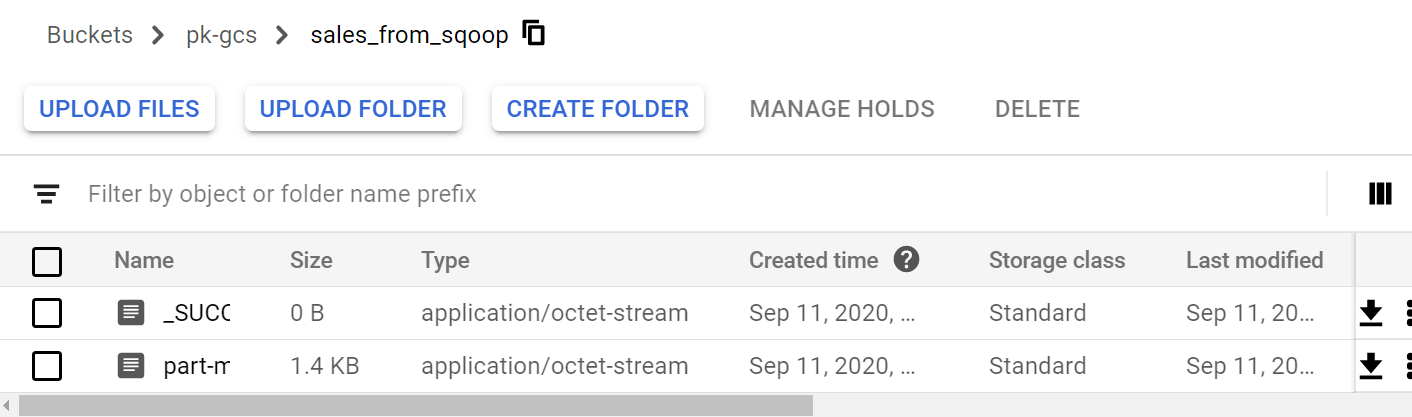 Buckets > pk-gcs > sales_from_sqoop
UPLOAD FILES UPLOAD FOLDER CREATE FOLDER MANAGE HOLDS DELETE
Filter by object or folder name prefix
Name Size Type Created time ? Storage class Last modified
_SUCC 0 B application/octet-stream Sep 11, 2020, ... Standard Sep 11, 20...
part-m 1.4 KB application/octet-stream Sep 11, 2020, ... Standard Sep 11, 20...